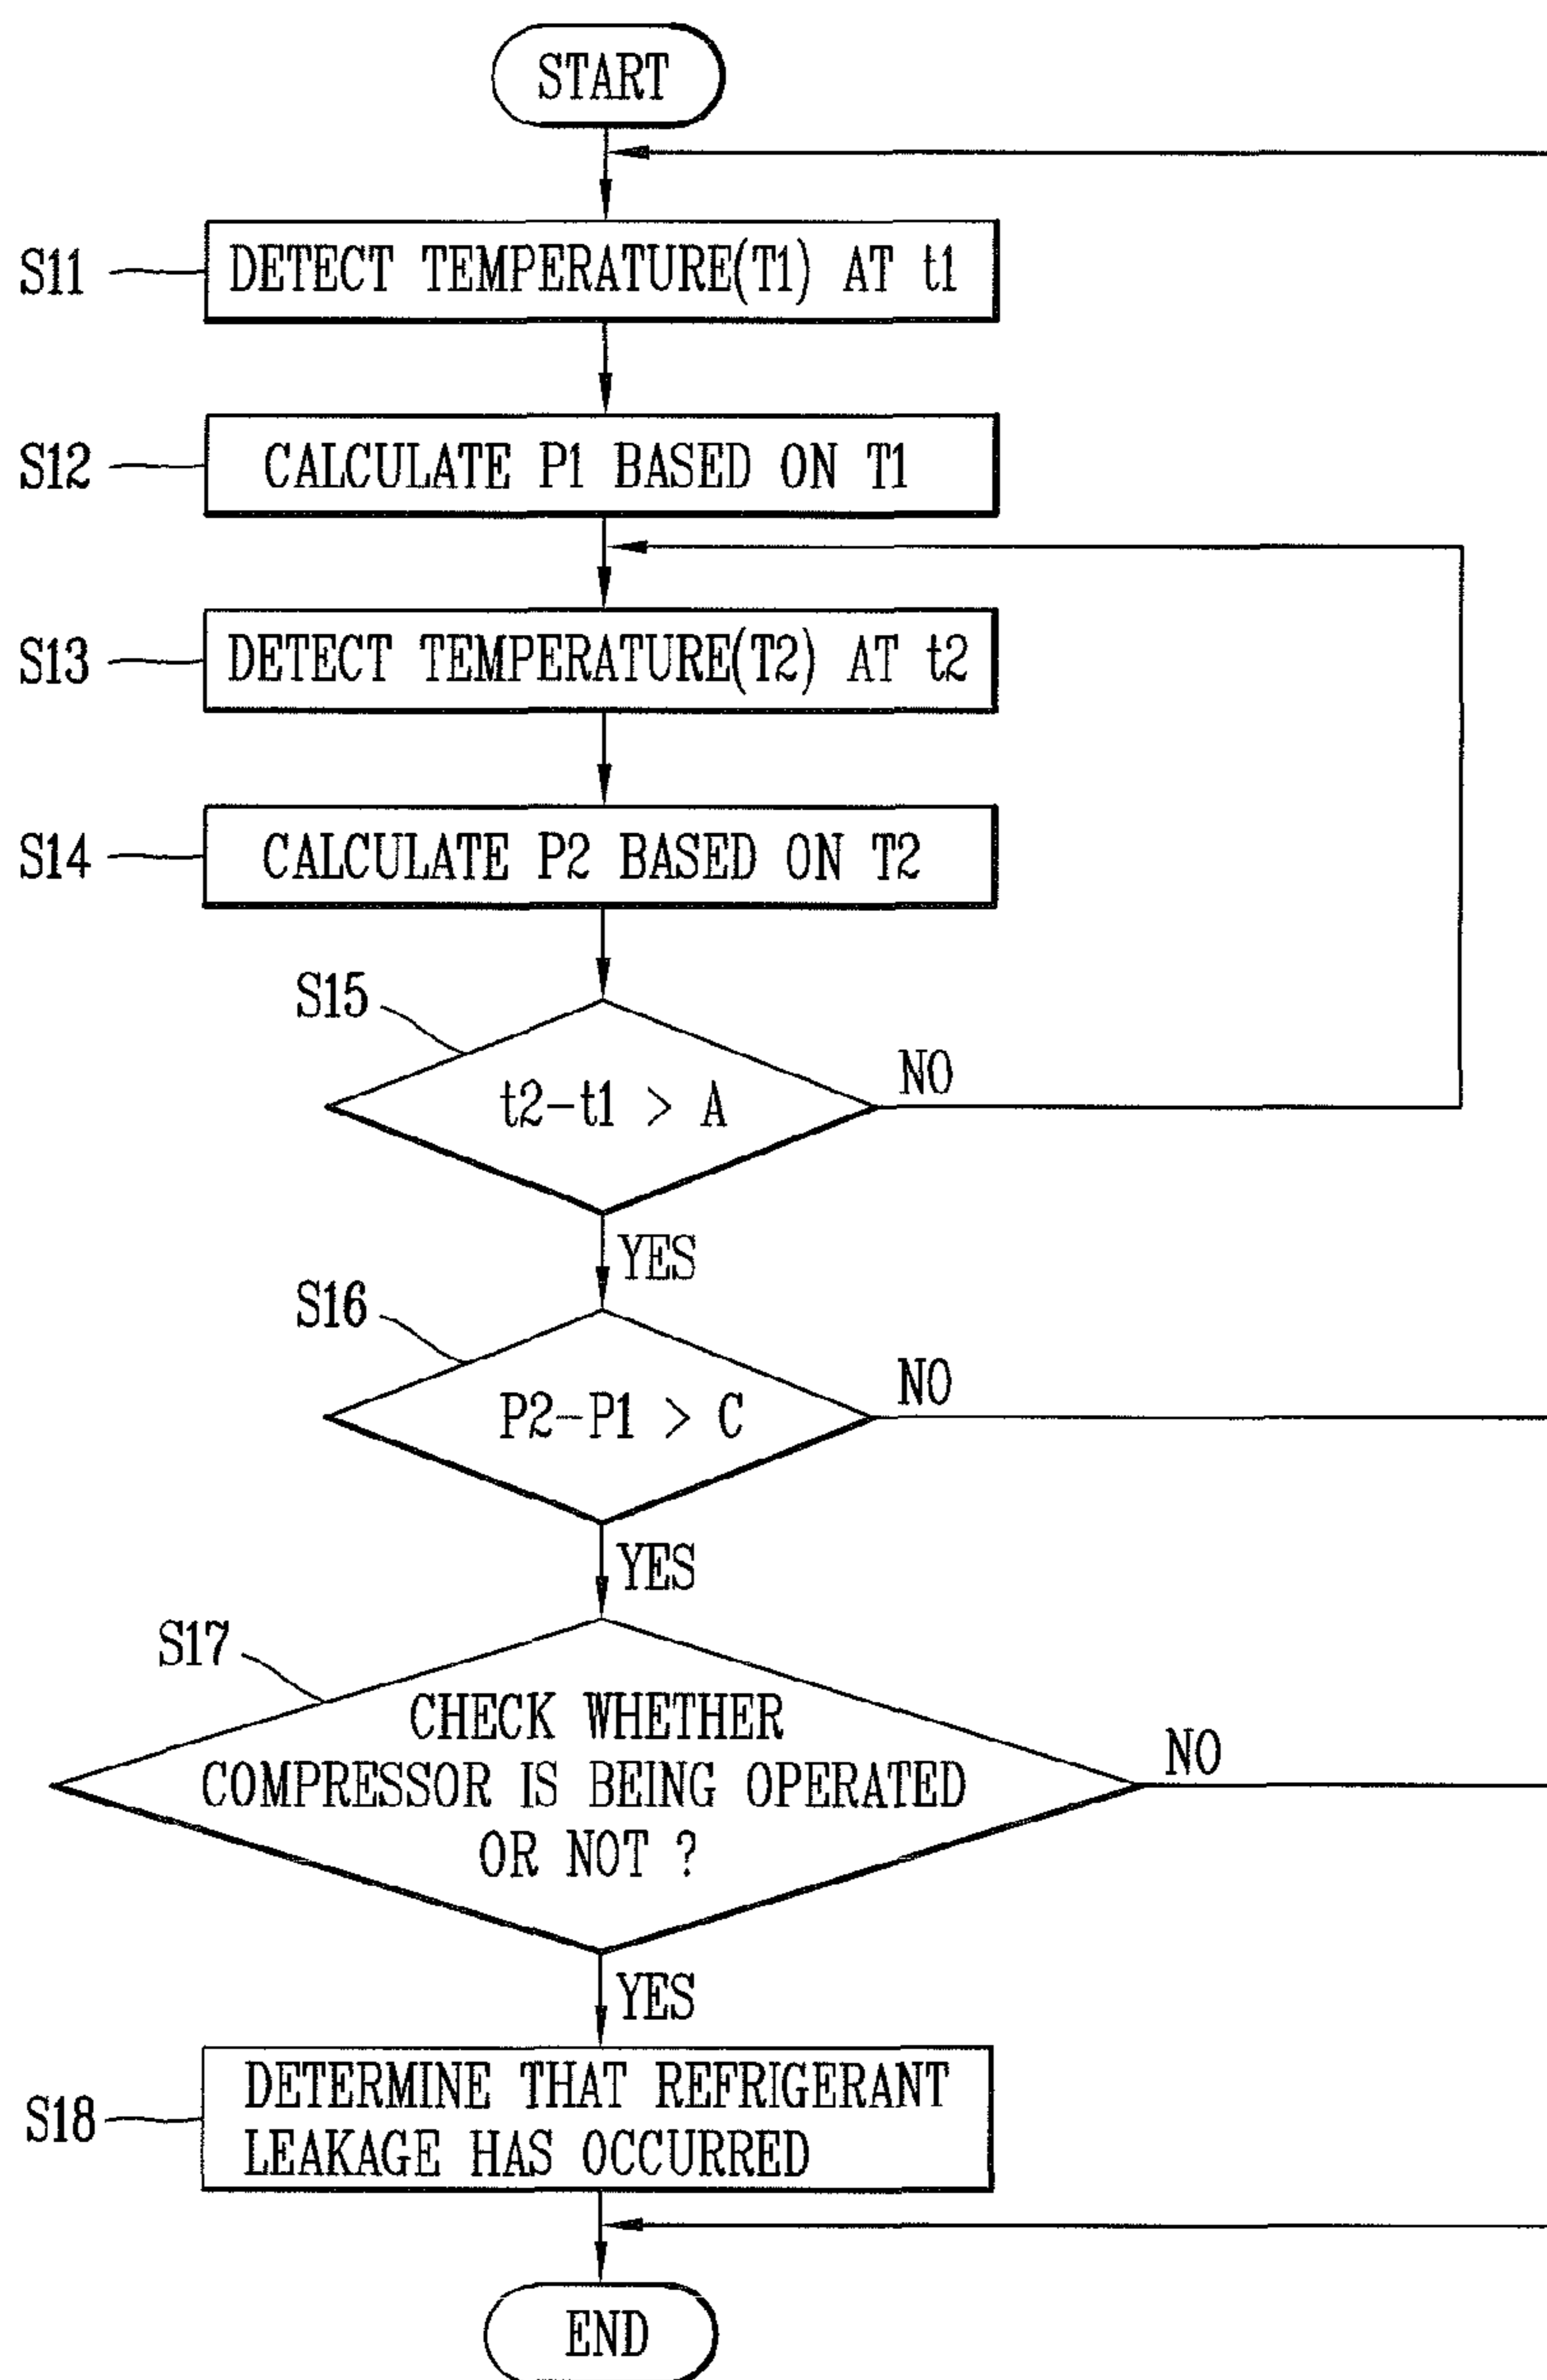 START
S11
DETECT TEMPERATURE(T1) AT t1
S12
CALCULATE P1 BASED ON T1
S13
DETECT TEMPERATURE(T2) AT t2
S14
CALCULATE P2 BASED ON T2
S15
t2-t1 > A
NO
YES
S16
P2-P1 > C
NO
YES
S17
CHECK WHETHER
COMPRESSOR IS BEING OPERATED
OR NOT ?
NO
YES
S18
DETERMINE THAT REFRIGERANT
LEAKAGE HAS OCCURRED
END